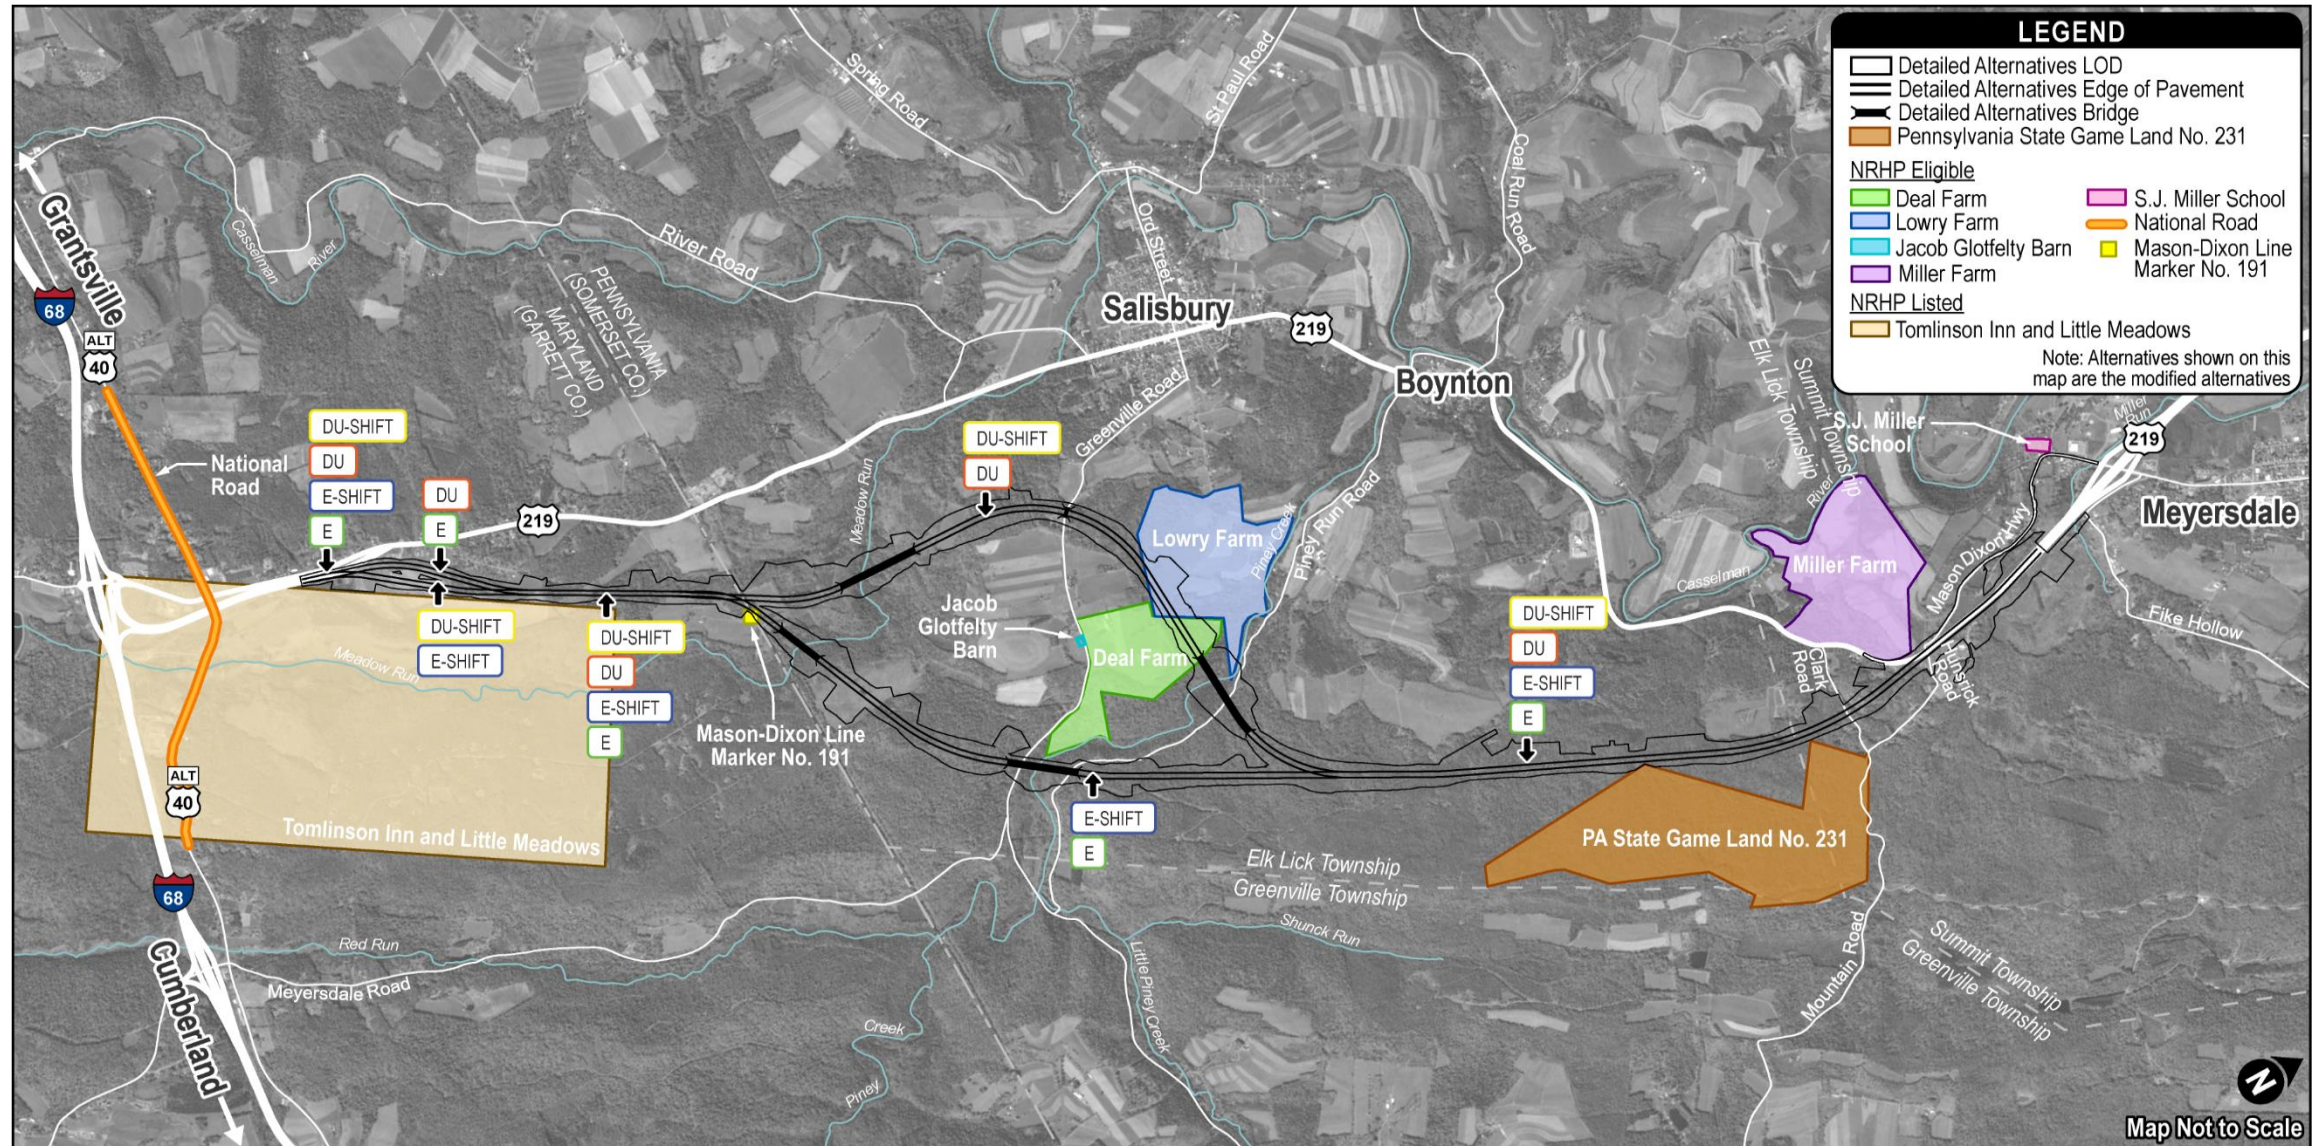 LEGEND
Detailed Alternatives LOD
Detailed Alternatives Edge of Pavement
Detailed Alternatives Bridge
Pennsylvania State Game Land No. 231
NRHP Eligible
Deal Farm
Lowry Farm
Jacob Glotfelty Barn
Miller Farm
S.J. Miller School
National Road
Mason-Dixon Line
Marker No. 191
NRHP Listed
Tomlinson Inn and Little Meadows
Note: Alternatives shown on this
map are the modified alternatives
Spring Road
St Paul Road
Coal Run Road
Grantsville
68
ALT
40
Casselman
River
River Road
PENNSYLVANIA
(SOMERSET CO.)
MARYLAND
(GARRETT CO.)
Ord Street
Salisbury
219
Boynton
Greenville Road
Elk Lick Township
Summit Township
S.J. Miller
School
Miller
Run
219
Meyersdale
National
Road
DU-SHIFT
DU
E-SHIFT
E
DU
E
219
Meadow Run
DU-SHIFT
DU
Lowry Farm
Piney Creek
Piney Run Road
River
Casselman
Miller Farm
Mason Dixon Hwy
Fike Hollow
DU-SHIFT
E-SHIFT
Meadow Run
DU-SHIFT
DU
E-SHIFT
E
Jacob
Glotfelty
Barn
Deal Farm
DU-SHIFT
DU
E-SHIFT
E
Clark
Road
Hunsrick
Road
Mason-Dixon Line
Marker No. 191
ALT
40
Tomlinson Inn and Little Meadows
E-SHIFT
E
PA State Game Land No. 231
Elk Lick Township
Greenville Township
68
Cumberland
Red Run
Meyersdale Road
Shunck Run
Little Piney Creek
Creek
Piney
Mountain Road
Summit Township
Greenville Township
N
Map Not to Scale